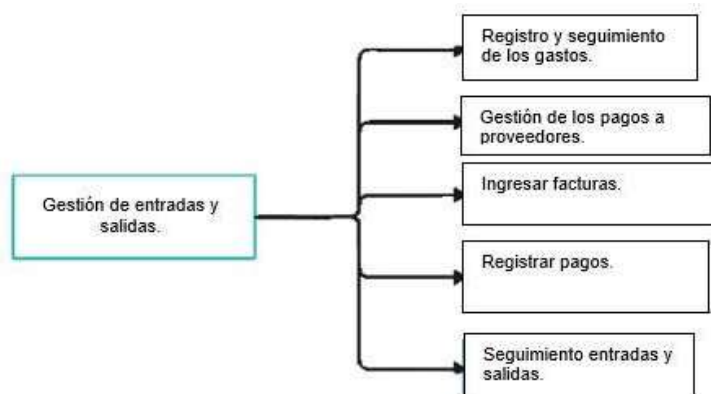 Gestión de entradas y
salidas.
Registro y seguimiento
de los gastos.
Gestión de los pagos a
proveedores.
Ingresar facturas.
Registrar pagos.
Seguimiento entradas y
salidas.